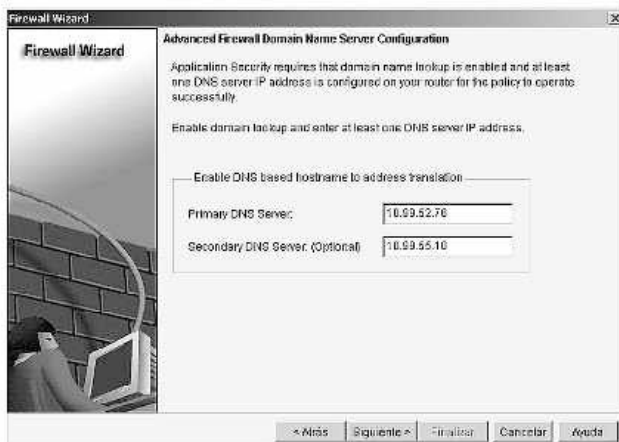 Firewall Wizard
Firewall Wizard
Advanced Firewall Domain Name Server Configuration
Application Security requires that domain name lookup is enabled and at least
one DNS server IP address is configured on your router for the policy to operate
successfully.
Enable domain lookup and enter at least one DNS server IP address.
Enable DNS based hostname to address translation
Primary DNS Server:
10.99.52.70
Secondary DNS Server: (Optional)
10.99.55.10
< Atrás
Siguiente >
Finalizar
Cancelar
Ayuda